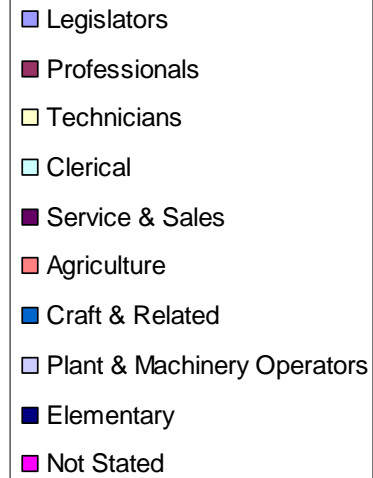 Legislators
Professionals
Technicians
Clerical
Service & Sales
Agriculture
Craft & Related
Plant & Machinery Operators
Elementary
Not Stated